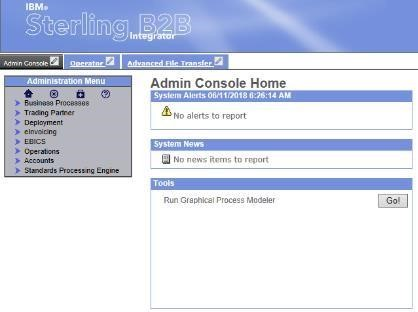 IBM®
Sterling B2B
Integrator
Admin Console Operator Advanced File Transfer
Administration Menu
Business Processes
Trading Partner
Deployment
eInvoicing
EBICS
Operations
Accounts
Standards Processing Engine
Admin Console Home
System Alerts 06/11/2018 6:26:14 AM
No alerts to report
System News
No news items to report
Tools
Run Graphical Process Modeler Go!